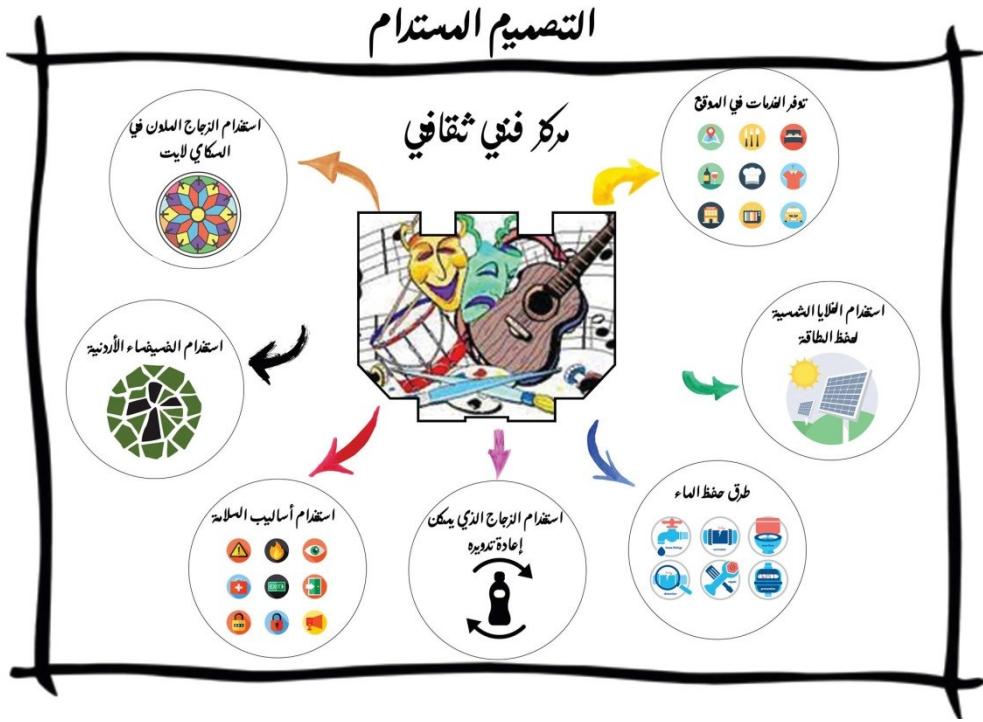 التصميم المستدام
مركز فني ثقافي
توفر الخدمات في الموقع
استخدام الزجاج الملون في
السكاي لايت
استخدام الخلايا الشمسية
لحفظ الطاقة
استخدام الفسيفساء الأردنية
طرق حفظ الماء
استخدام الزجاج الذي يمكن
إعادة تدويره
استخدام أساليب السلامة
EXIT